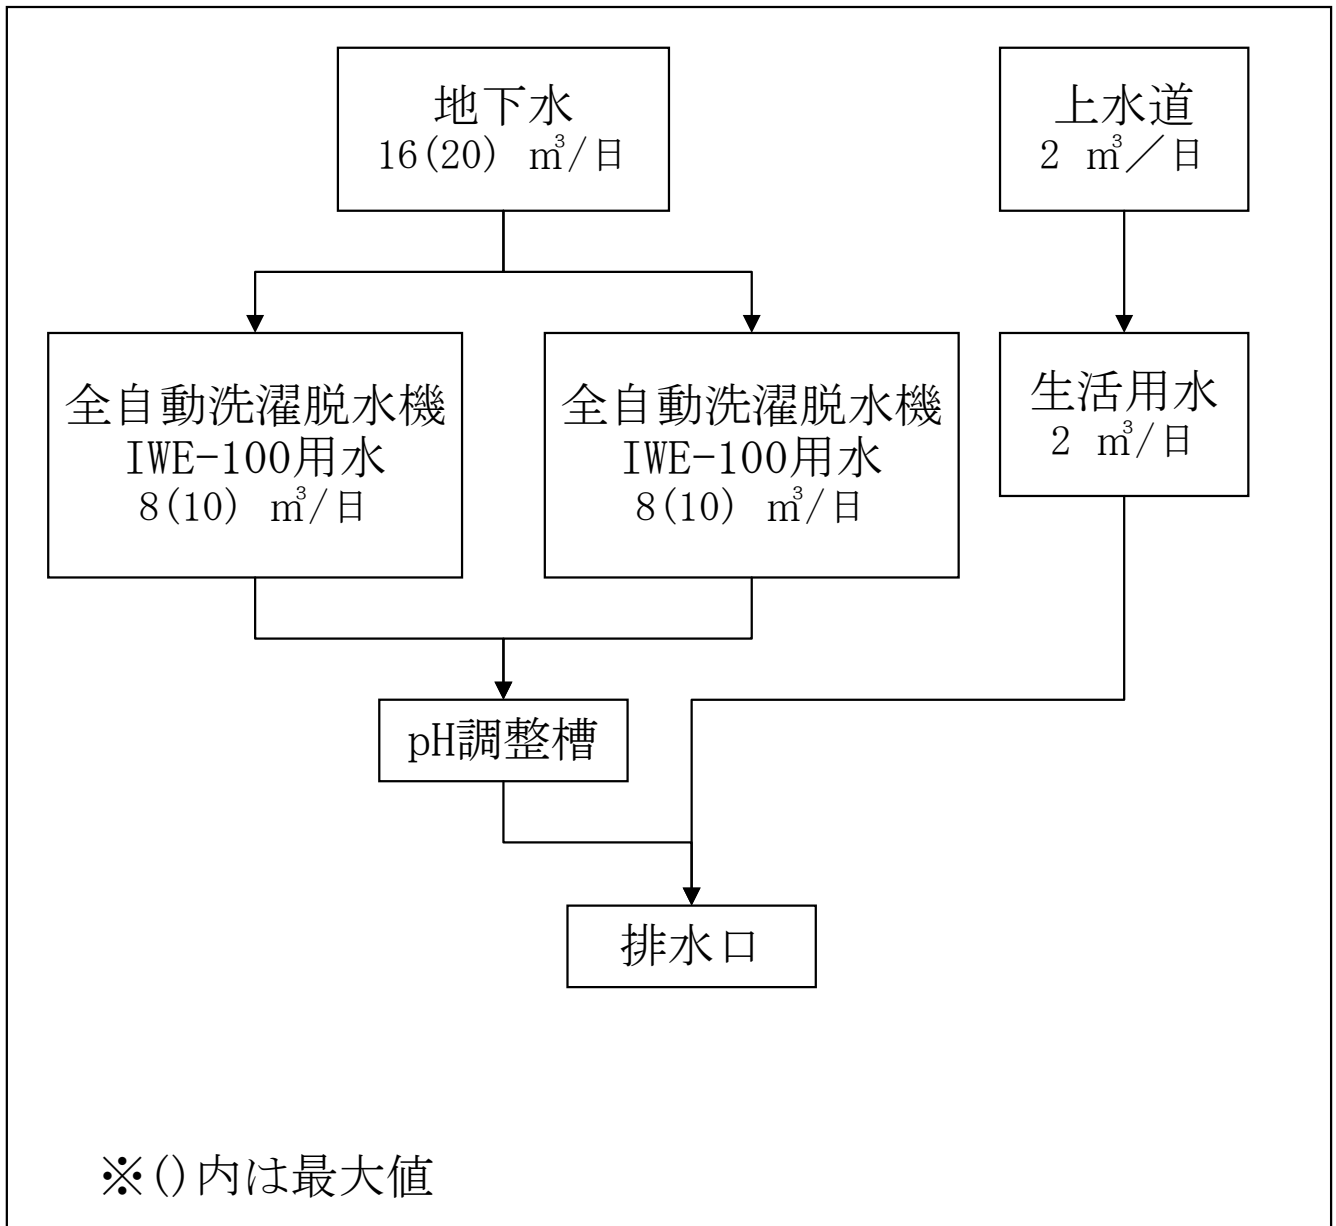 地下水
16(20) ㎥/日
上水道
2 ㎥／日
全自動洗濯脱水機
IWE-100用水
8(10) ㎥/日
全自動洗濯脱水機
IWE-100用水
8(10) ㎥/日
生活用水
2 ㎥/日
pH調整槽
排水口
※()内は最大値